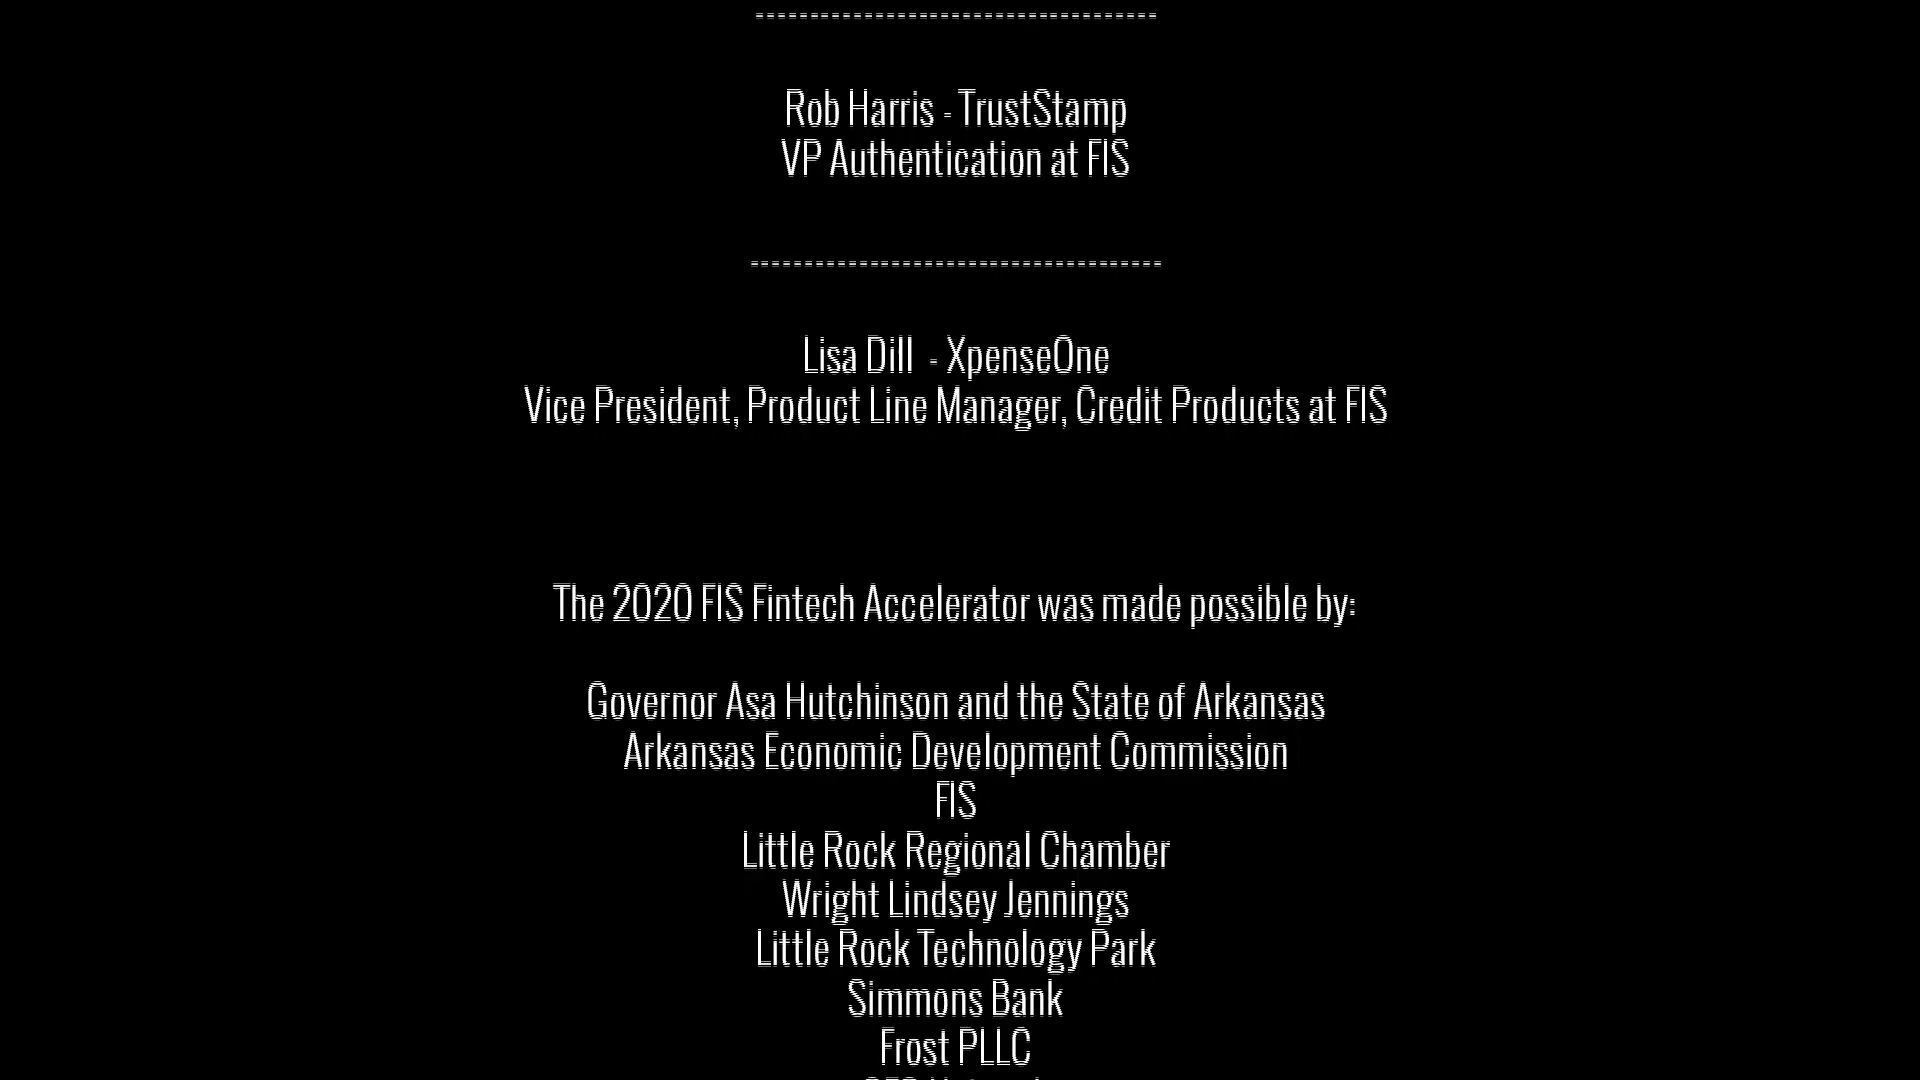 ====================================
Rob Harris - TrustStamp
VP Authentication at FIS
=====================================
Lisa Dill - XpenseOne
Vice President, Product Line Manager, Credit Products at FIS
The 2020 FIS Fintech Accelerator was made possible by:
Governor Asa Hutchinson and the State of Arkansas
Arkansas Economic Development Commission
FIS
Little Rock Regional Chamber
Wright Lindsey Jennings
Little Rock Technology Park
Simmons Bank
Frost PLLC